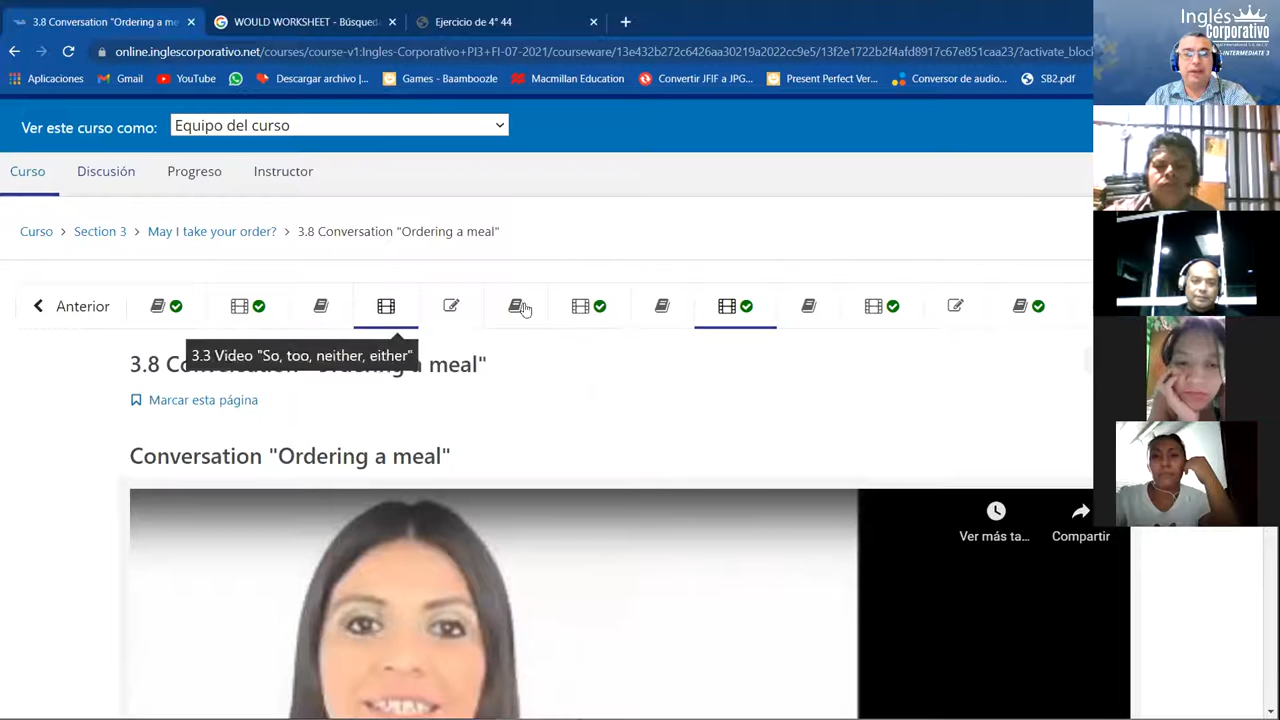 3.8 Conversation "Ordering a me
WOULD WORKSHEET - Búsqued
Ejercicio de 4° 44
online.inglescorporativo.net/courses/course-v1:Ingles-Corporativo+PI3+FI-07-2021/courseware/13e432b272c6426aa30219a2022cc9e5/13f2e1722b2f4afd8917c67e851caa23/?activate_bloc
Aplicaciones
Gmail
YouTube
Descargar archivo |...
Games - Baamboozle
Macmillan Education
Convertir JFIF a JPG...
Present Perfect Ver...
Conversor de audio...
SB2.pdf
Inglés
Corporativo
-INTERMEDIATE 3
Ver este curso como:
Equipo del curso
Curso
Discusión
Progreso
Instructor
Curso > Section 3 > May I take your order? > 3.8 Conversation "Ordering a meal"
Anterior
3.3 Video "So, too, neither, either"
3.8 Co a meal"
Marcar esta página
Conversation "Ordering a meal"
Ver más ta...
Compartir